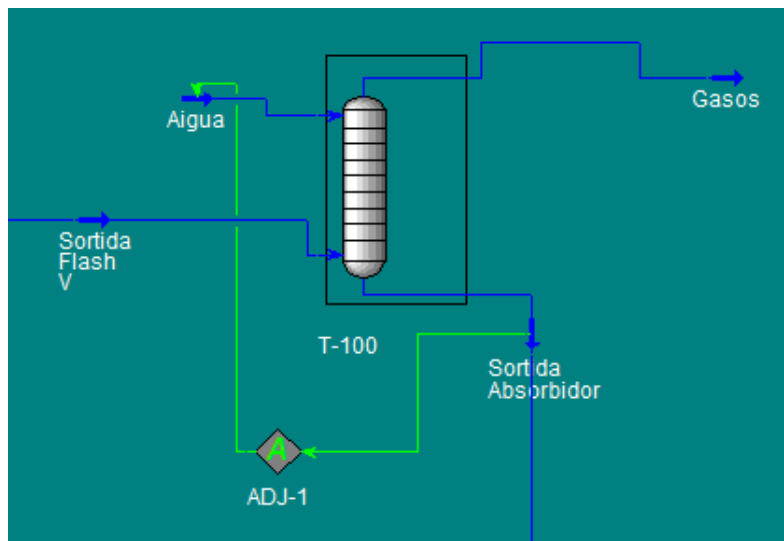 Gasos
Aigua
Sortida
Flash
V
T-100
Sortida
Absorbidor
A
ADJ-1